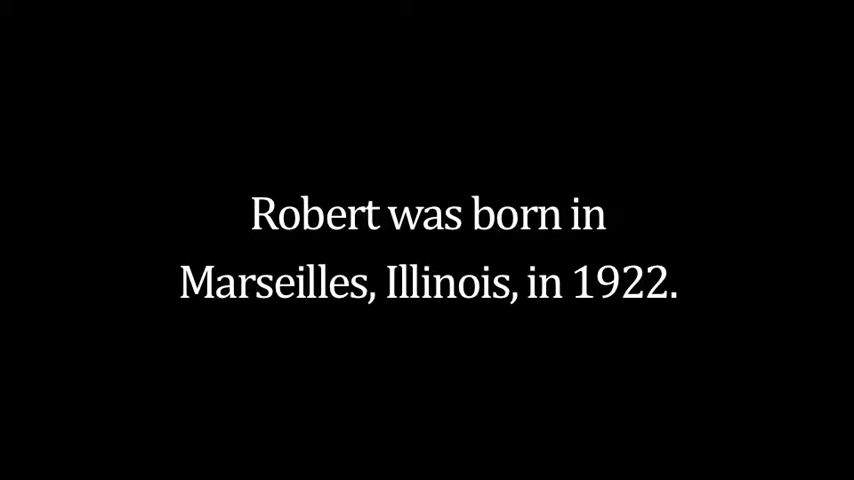 Robert was born in
Marseilles, Illinois, in 1922.